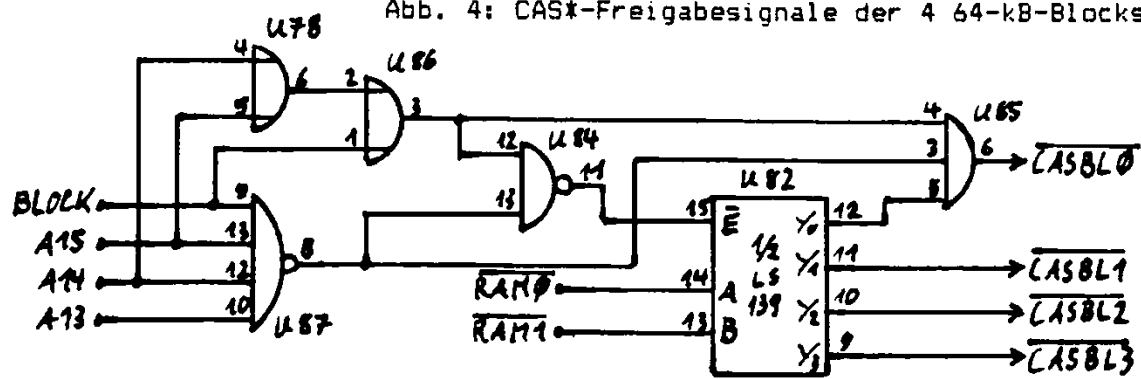 Abb. 4: CAS*-Freigabesignale der 4 64-kB-Blocks
U78
4
5
6
U86
2
1
3
U84
12
13
11
U85
4
3
5
6
CASBL0
BLOCK
A15
A14
A13
9
13
12
10
8
U87
U82
15
E
1/2
LS
139
RAM0
14
A
RAM1
13
B
Y0
12
Y1
11
CASBL1
Y2
10
CASBL2
Y3
9
CASBL3